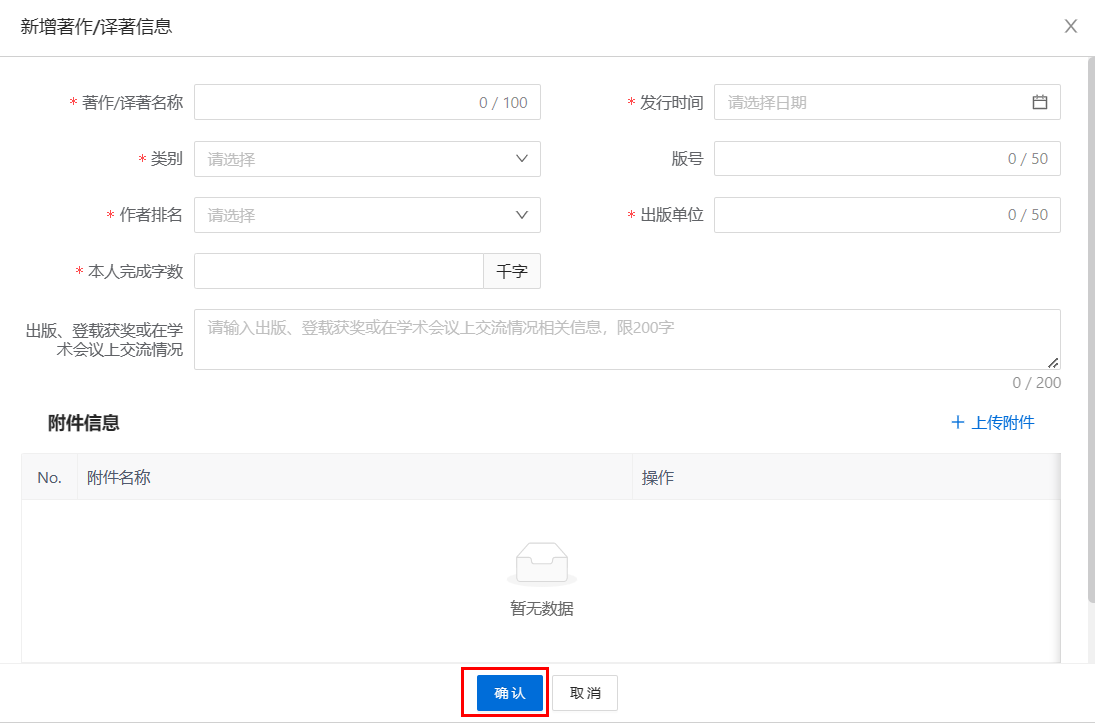 新增著作/译著信息
* 著作/译著名称 0 / 100 * 发行时间 请选择日期
* 类别 请选择 版号 0 / 50
* 作者排名 请选择 * 出版单位 0 / 50
* 本人完成字数 千字
出版、登载获奖或在学
术会议上交流情况
请输入出版、登载获奖或在学术会议上交流情况相关信息，限200字
0 / 200
附件信息 + 上传附件
No. 附件名称 操作
暂无数据
确认 取消